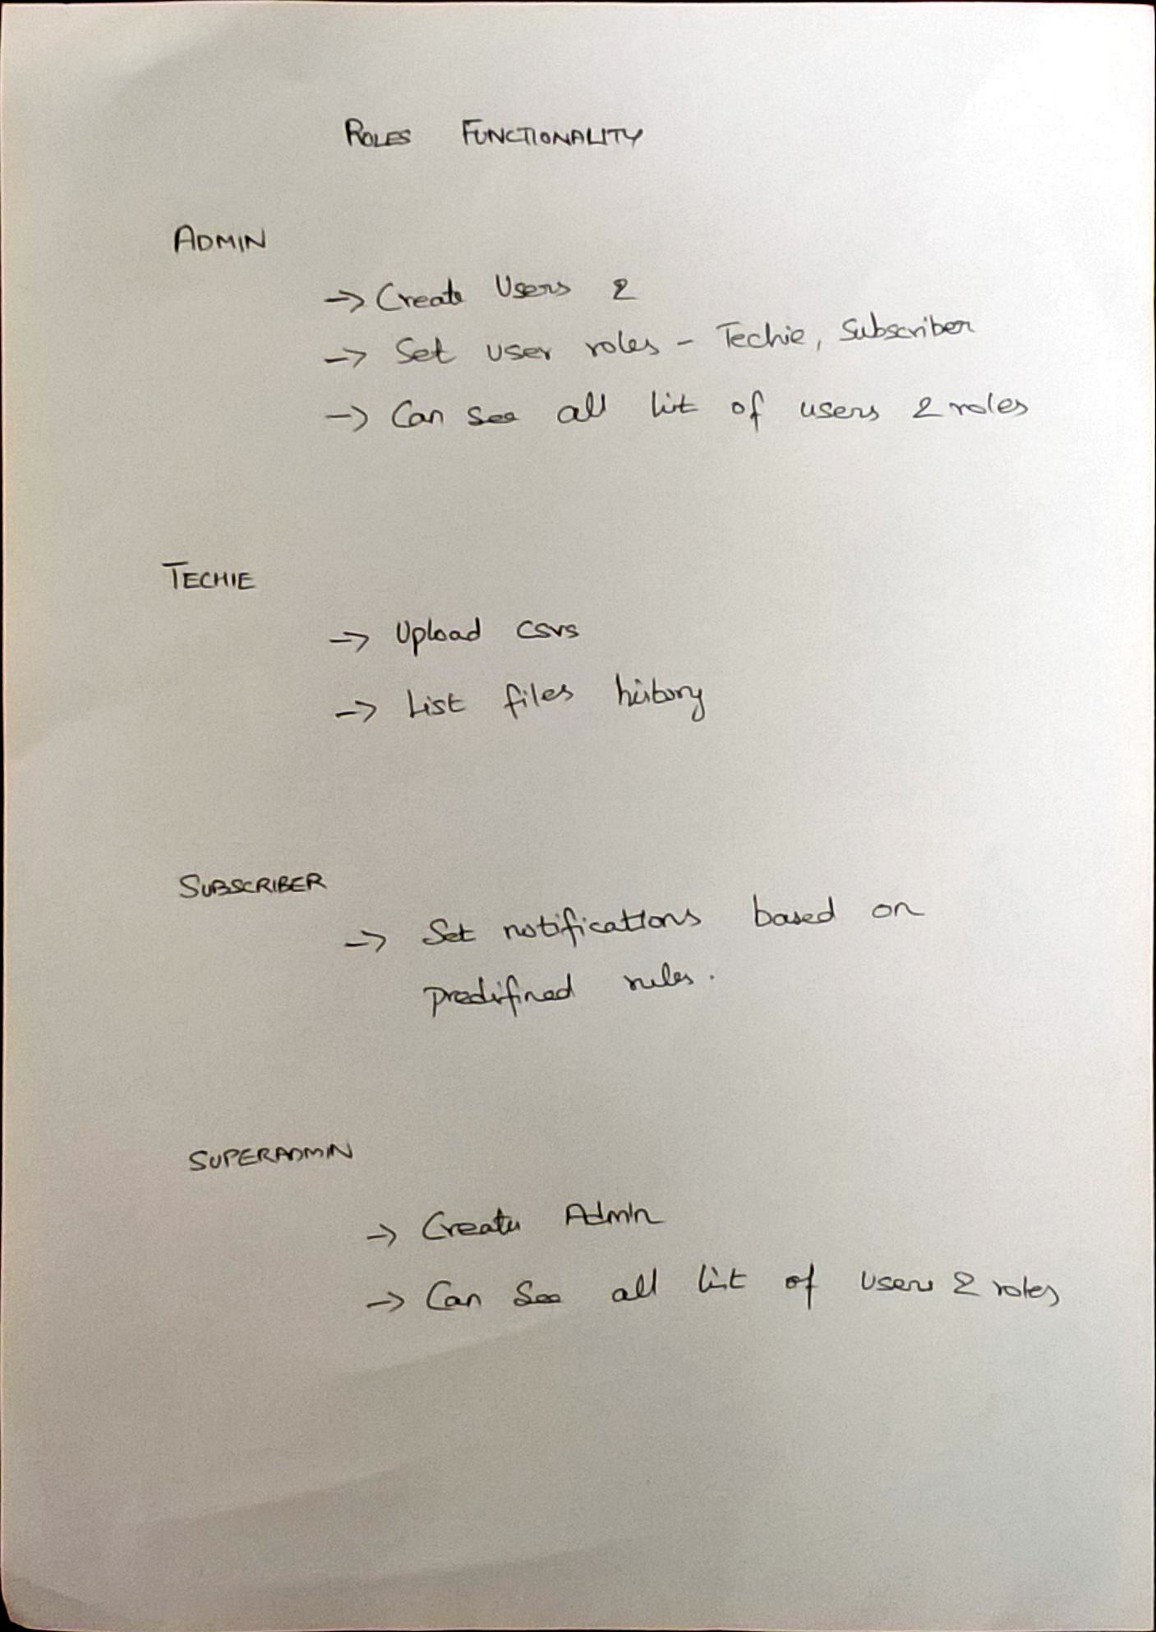 ROLES FUNCTIONALITY
ADMIN
→ Create Users &
→ Set user roles - Techie, Subscriber
→ Can see all list of users & roles
TECHIE
→ Upload CSVs
→ List files history
SUBSCRIBER
→ Set notifications based on
predifined rules.
SUPERADMIN
→ Create Admin
→ Can See all list of users & roles